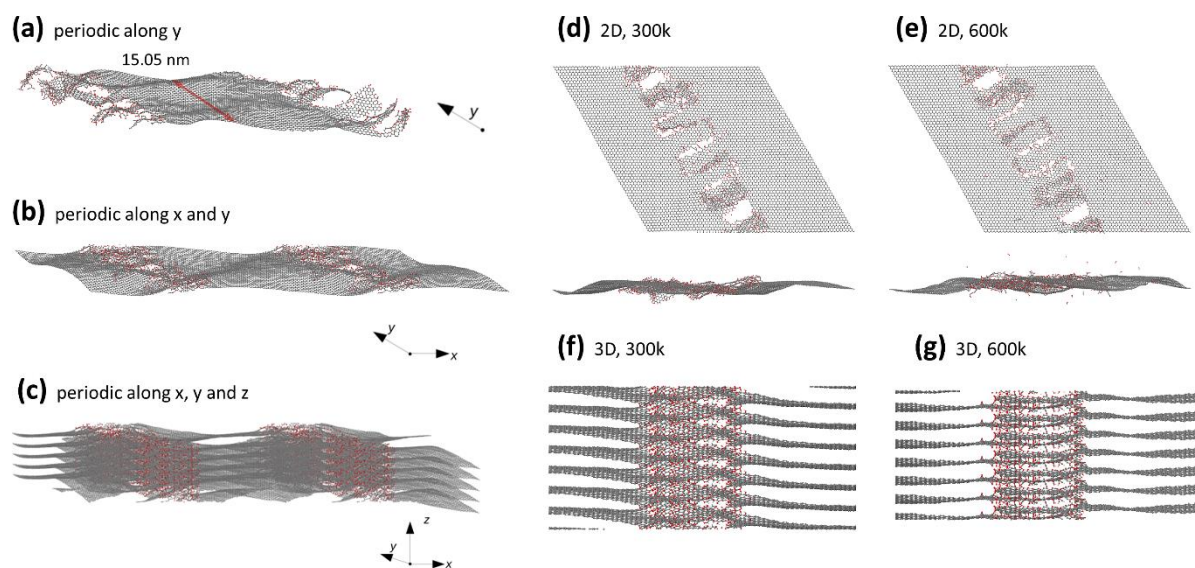 (a) periodic along y
15.05 nm
y
(b) periodic along x and y
y
x
(c) periodic along x, y and z
z
y
x
(d) 2D, 300k
(e) 2D, 600k
(f) 3D, 300k
(g) 3D, 600k